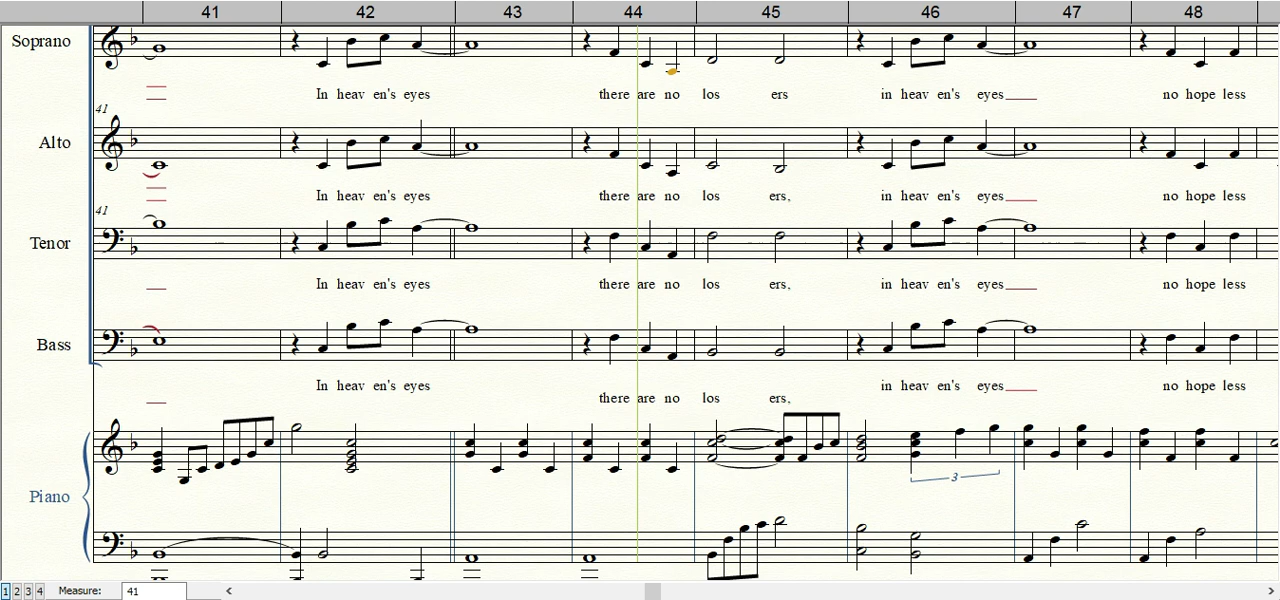 41 42 43 44 45 46 47 48
Soprano
In heav en's eyes there are no los ers in heav en's eyes no hope less
41
Alto
In heav en's eyes there are no los ers, in heav en's eyes no hope less
41
Tenor
In heav en's eyes there are no los ers, in heav en's eyes no hope less
Bass
In heav en's eyes there are no los ers, in heav en's eyes no hope less
Piano
3
1 2 3 4 Measure: 41